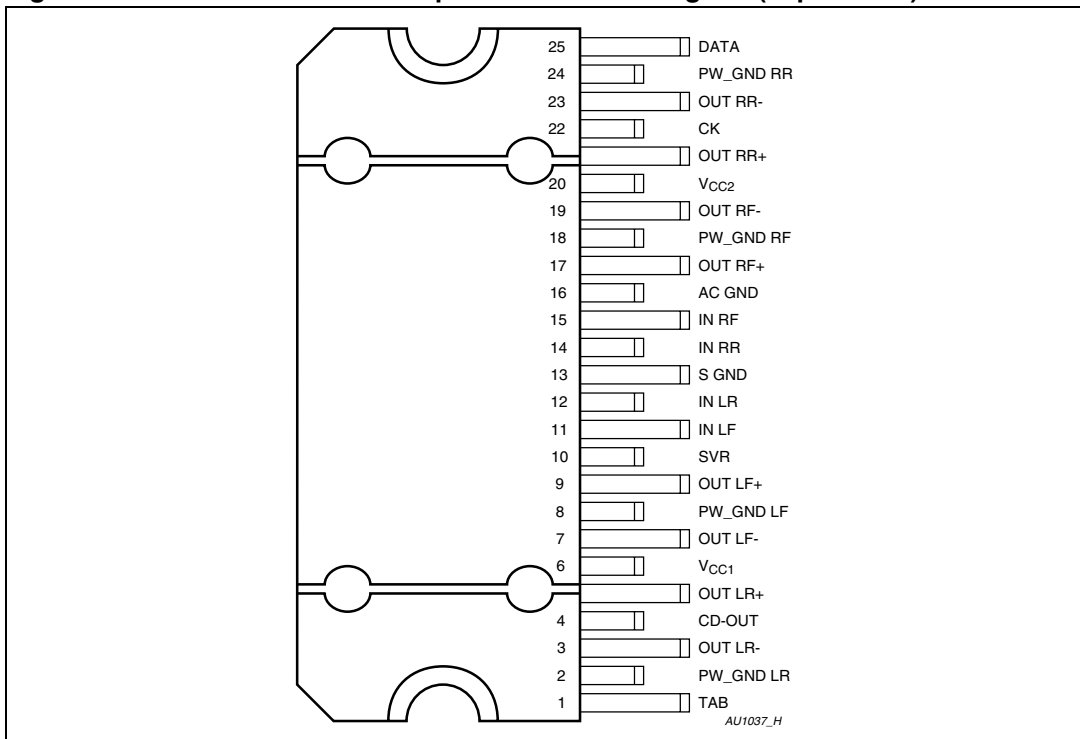 25 DATA
24 PW_GND RR
23 OUT RR-
22 CK
OUT RR+
20 VCC2
19 OUT RF-
18 PW_GND RF
17 OUT RF+
16 AC GND
15 IN RF
14 IN RR
13 S GND
12 IN LR
11 IN LF
10 SVR
9 OUT LF+
8 PW_GND LF
7 OUT LF-
6 VCC1
OUT LR+
4 CD-OUT
3 OUT LR-
2 PW_GND LR
1 TAB
AU1037_H